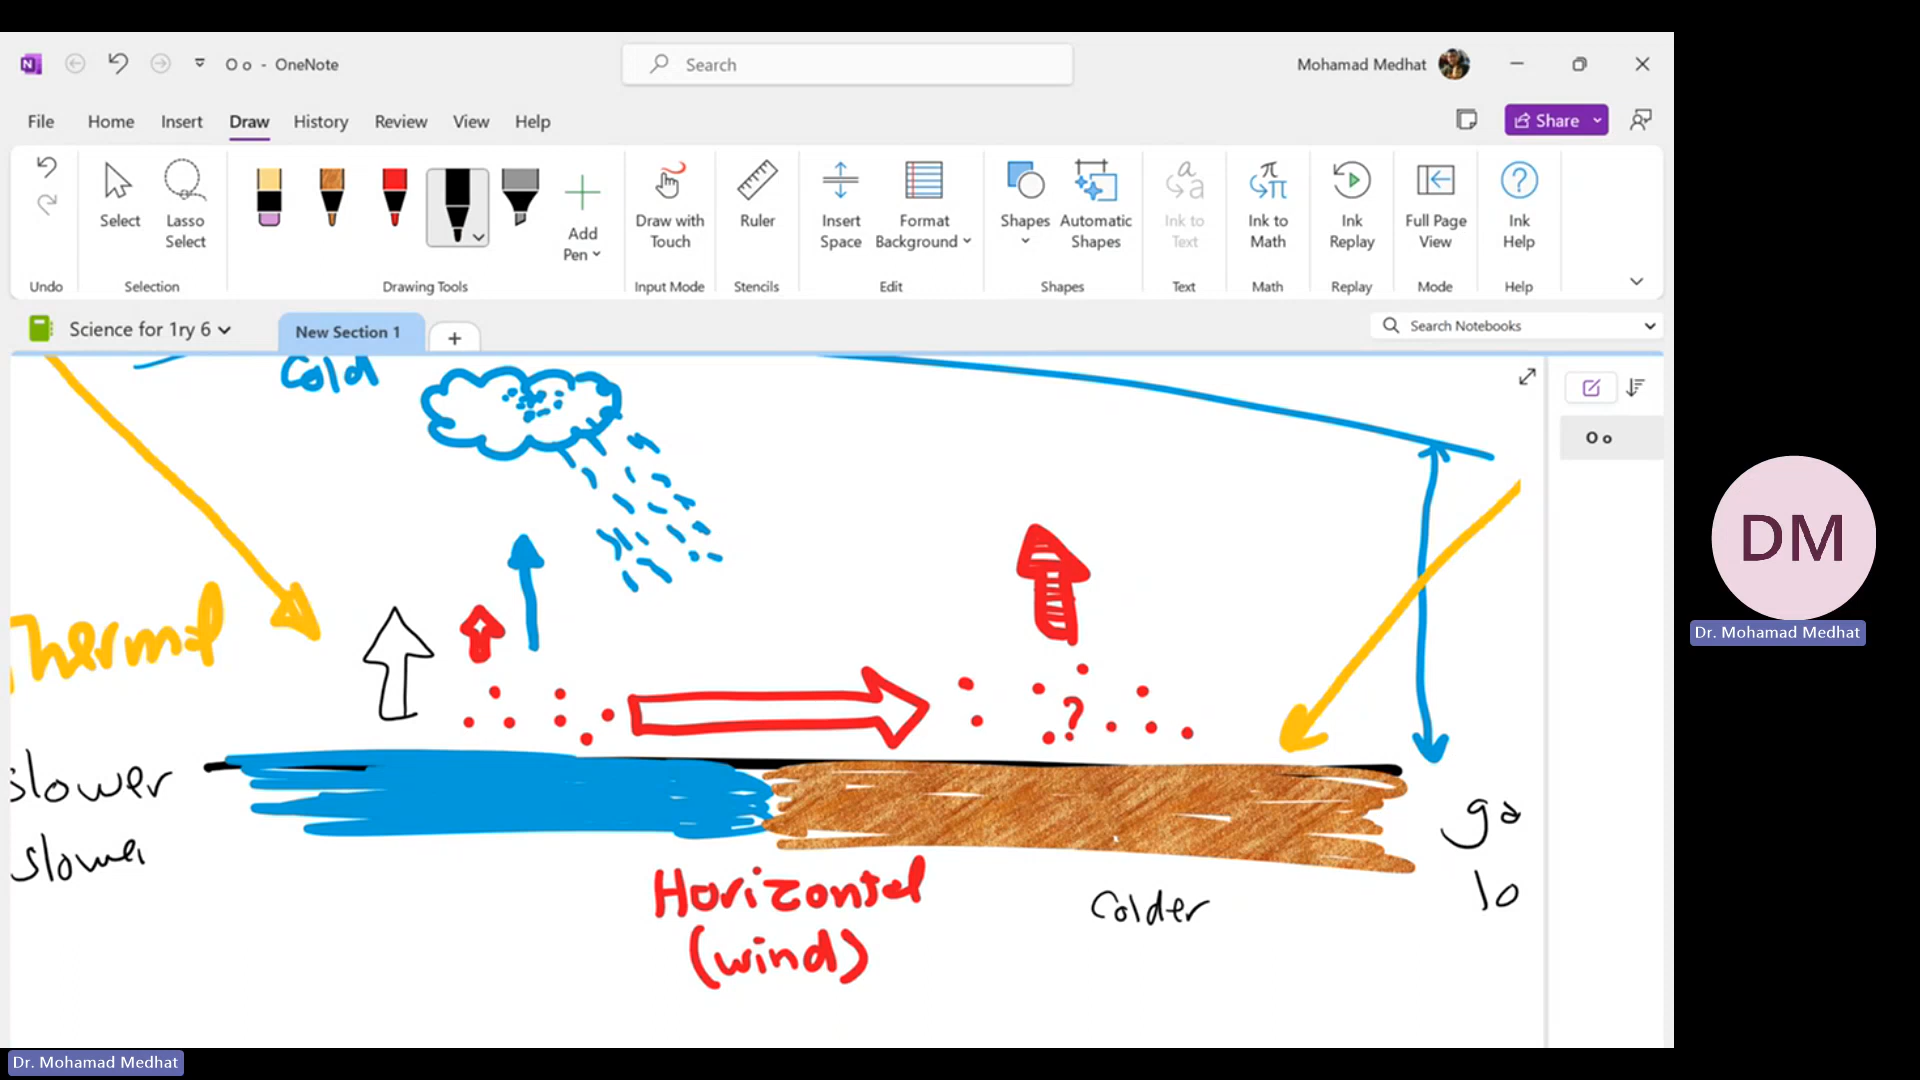 O o - OneNote
Search
Mohamad Medhat
File
Home
Insert
Draw
History
Review
View
Help
Share
Select
Lasso
Select
Add
Pen
Draw with
Touch
Ruler
Insert
Space
Format
Background
Shapes
Automatic
Shapes
Ink to
Text
Ink to
Math
Ink
Replay
Full Page
View
Ink
Help
Undo
Selection
Drawing Tools
Input Mode
Stencils
Edit
Shapes
Text
Math
Replay
Mode
Help
Science for 1ry 6
New Section 1
Search Notebooks
O o
Cold
Thermal
?
slower
slower
ga
lo
Horizontal
(wind)
Colder
DM
Dr. Mohamad Medhat
Dr. Mohamad Medhat